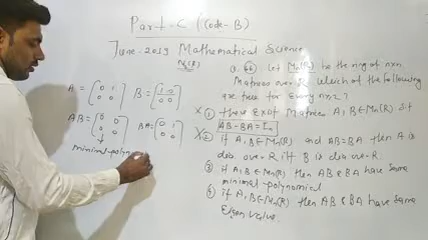 Part-C (Code-B)
June-2019 Mathematical Science
Mn(R)
Q. 66. Let Mn(R) be the ring of nxn
Matrices over R. Which of the following
are true for every n≥2?
A = [0 1
0 0] B = [1 0
0 0]
AB = [0 0
0 0] BA = [0 1
0 0]
minimal polyn
X ① there Exist Matrices A, B ∈ Mn(R) s.t
AB - BA = In
X ② if A, B ∈ Mn(R) and AB = BA then A is
dia. over R iff B is dia over R.
③ if A, B ∈ Mn(R) then AB & BA have same
minimal polynomial
④ if A, B ∈ Mn(R) then AB & BA have same
Eigen value.